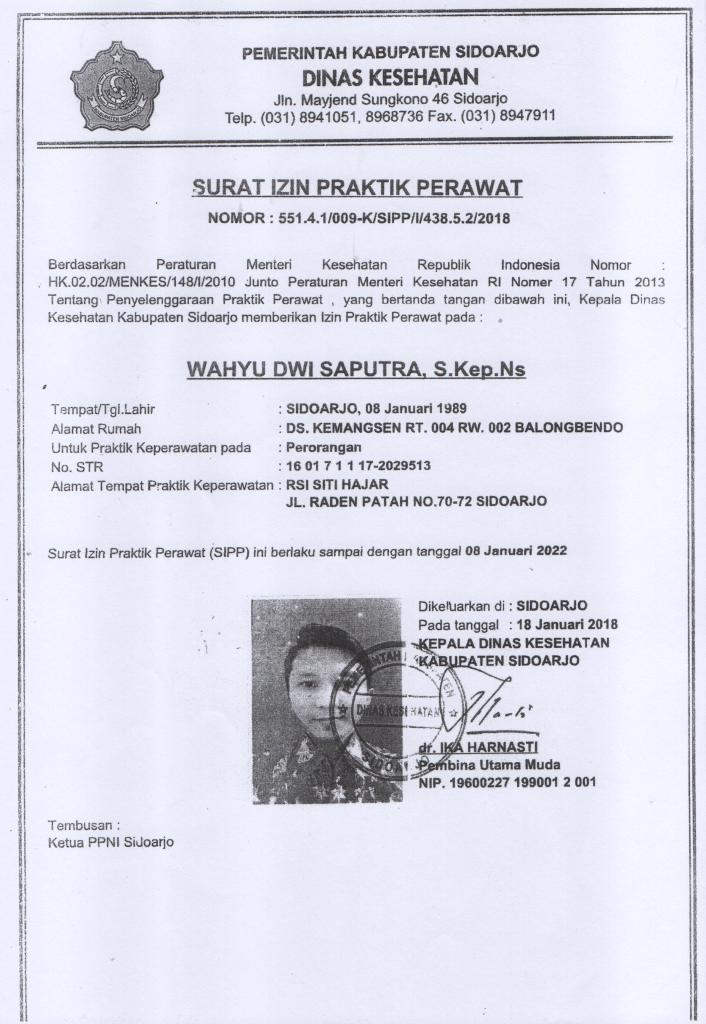 PEMERINTAH KABUPATEN SIDOARJO
DINAS KESEHATAN
Jln. Mayjend Sungkono 46 Sidoarjo
Telp. (031) 8941051, 8968736 Fax. (031) 8947911
SURAT IZIN PRAKTIK PERAWAT
NOMOR : 551.4.1/009-K/SIPP/I/438.5.2/2018
Berdasarkan Peraturan Menteri Kesehatan Republik Indonesia Nomor :
HK.02.02/MENKES/148/I/2010 Junto Peraturan Menteri Kesehatan RI Nomer 17 Tahun 2013
Tentang Penyelenggaraan Praktik Perawat , yang bertanda tangan dibawah ini, Kepala Dinas
Kesehatan Kabupaten Sidoarjo memberikan Izin Praktik Perawat pada :
WAHYU DWI SAPUTRA, S.Kep.Ns
Tempat/Tgl.Lahir : SIDOARJO, 08 Januari 1989
Alamat Rumah : DS. KEMANGSEN RT. 004 RW. 002 BALONGBENDO
Untuk Praktik Keperawatan pada : Perorangan
No. STR : 16 01 7 1 1 17-2029513
Alamat Tempat Praktik Keperawatan : RSI SITI HAJAR
JL. RADEN PATAH NO.70-72 SIDOARJO
Surat Izin Praktik Perawat (SIPP) ini berlaku sampai dengan tanggal 08 Januari 2022
Dikeluarkan di : SIDOARJO
Pada tanggal : 18 Januari 2018
KEPALA DINAS KESEHATAN
KABUPATEN SIDOARJO
PEMERINTAH KABUPATEN
DINAS KESEHATAN
SIDOARJO
dr. IKA HARNASTI
Pembina Utama Muda
NIP. 19600227 199001 2 001
Tembusan :
Ketua PPNI Sidoarjo